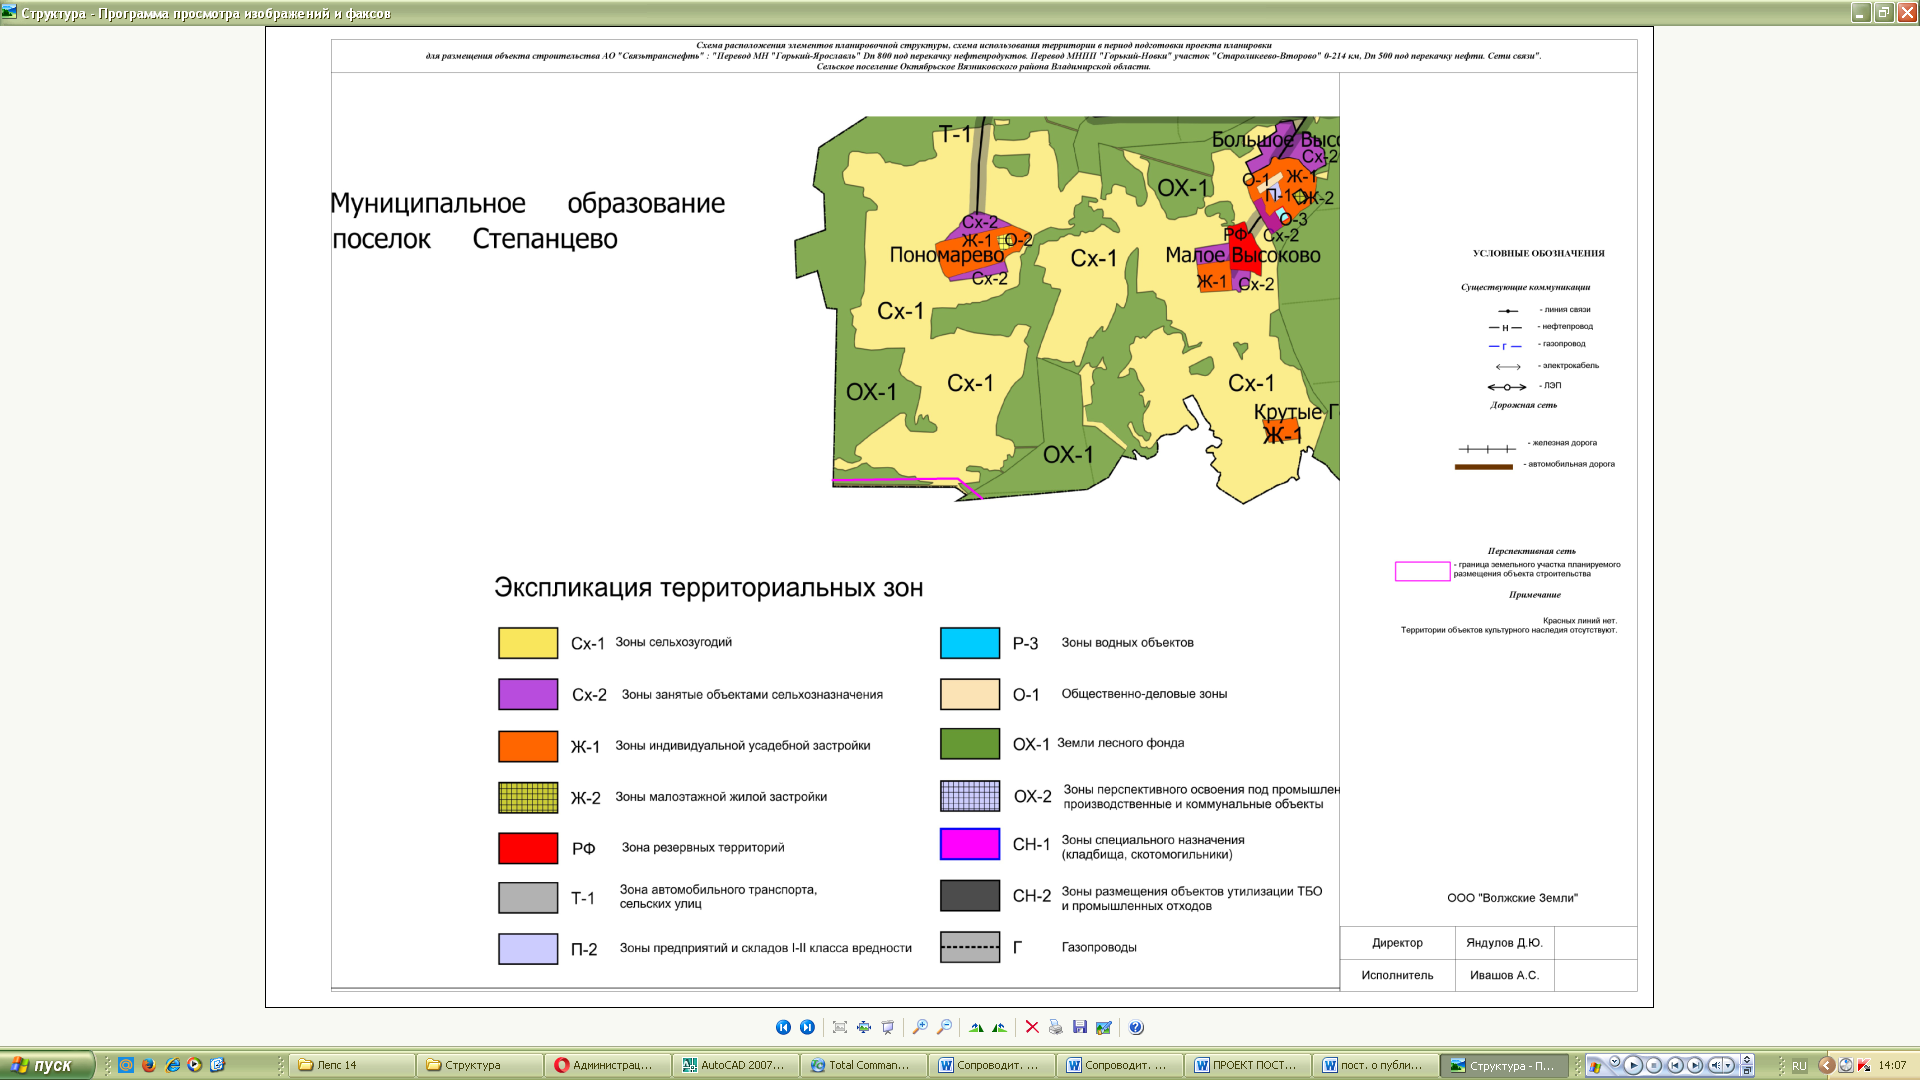 Структура - Программа просмотра изображений и факсов
Схема расположения элементов планировочной структуры, схема использования территории в период подготовки проекта планировки
для размещения объекта строительства АО "Связьтранснефть" : "Перевод МН "Горький-Ярославль" Dn 800 под перекачку нефтепродуктов. Перевод МНПП "Горький-Новки" участок "Староликеево-Второво" 0-214 км, Dn 500 под перекачку нефти. Сети связи".
Сельское поселение Октябрьское Вязниковского района Владимирской области.
Муниципальное образование
поселок Степанцево
Т-1
Большое Высо
Сх-2
О-1
Ж-1
ОХ-1
П-1
Ж-2
О-3
Сх-2
Ж-1
О-2
РФ
Сх-2
Пономарево
Сх-1
Малое Высоково
Сх-2
Ж-1
Сх-2
Сх-1
ОХ-1
Сх-1
Сх-1
Крутые Г
Ж-1
ОХ-1
УСЛОВНЫЕ ОБОЗНАЧЕНИЯ
Существующие коммуникации
- линия связи
Н - нефтепровод
Г - газопровод
- электрокабель
- ЛЭП
Дорожная сеть
- железная дорога
- автомобильная дорога
Перспективная сеть
- граница земельного участка планируемого
размещения объекта строительства
Примечание
Красных линий нет.
Территории объектов культурного наследия отсутствуют.
Экспликация территориальных зон
Сх-1 Зоны сельхозугодий
Сх-2 Зоны занятые объектами сельхозназначения
Ж-1 Зоны индивидуальной усадебной застройки
Ж-2 Зоны малоэтажной жилой застройки
РФ Зона резервных территорий
Т-1 Зона автомобильного транспорта,
сельских улиц
П-2 Зоны предприятий и складов I-II класса вредности
Р-3 Зоны водных объектов
О-1 Общественно-деловые зоны
ОХ-1 Земли лесного фонда
ОХ-2 Зоны перспективного освоения под промышлен
производственные и коммунальные объекты
СН-1 Зоны специального назначения
(кладбища, скотомогильники)
СН-2 Зоны размещения объектов утилизации ТБО
и промышленных отходов
Г Газопроводы
ООО "Волжские Земли"
Директор Яндулов Д.Ю.
Исполнитель Ивашов А.С.
пуск
Лепс 14
Структура
Администрац...
AutoCAD 2007...
Total Comman...
Сопроводит. ...
Сопроводит. ...
ПРОЕКТ ПОСТ...
пост. о публи...
Структура - П...
RU
14:07